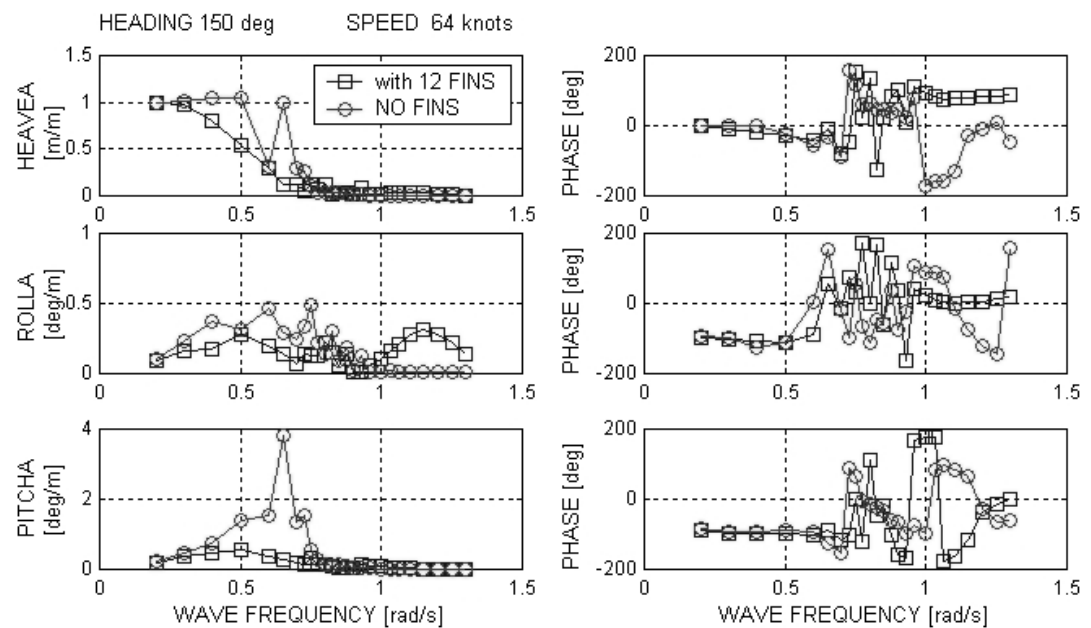 HEADING 150 deg SPEED 64 knots
HEAVEA
[m/m]
1.5
1
0.5
0
0 0.5 1 1.5
with 12 FINS
NO FINS
PHASE [deg]
200
0
-200
0 0.5 1 1.5
ROLLA
[deg/m]
1
0.5
0
0 0.5 1 1.5
PHASE [deg]
200
0
-200
0 0.5 1 1.5
PITCHA
[deg/m]
4
2
0
0 0.5 1 1.5
WAVE FREQUENCY [rad/s]
PHASE [deg]
200
0
-200
0 0.5 1 1.5
WAVE FREQUENCY [rad/s]